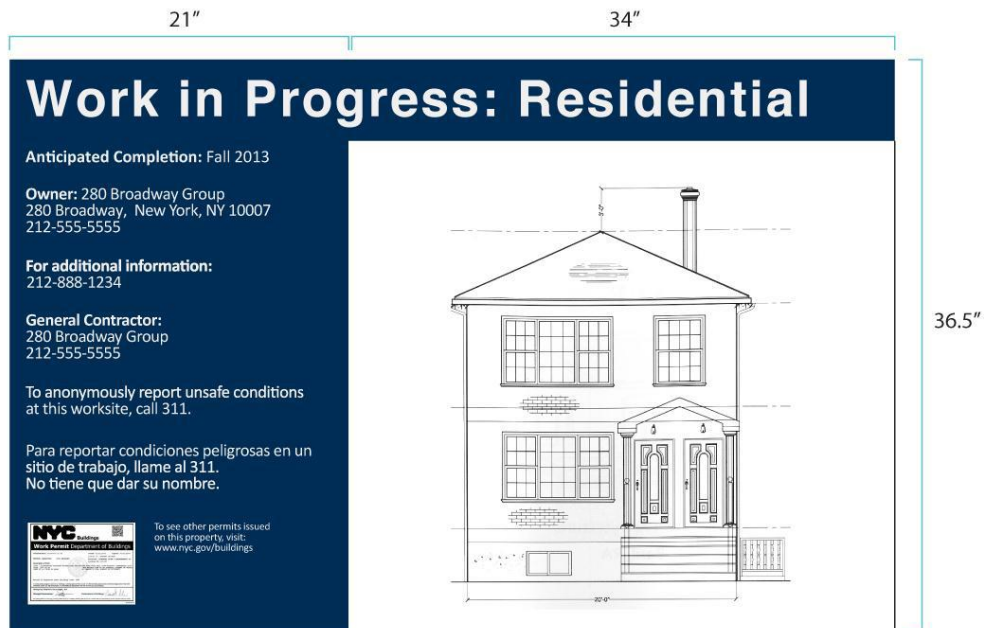 21”
34”
Work in Progress: Residential
Anticipated Completion: Fall 2013
Owner: 280 Broadway Group
280 Broadway, New York, NY 10007
212-555-5555
For additional information:
212-888-1234
General Contractor:
280 Broadway Group
212-555-5555
To anonymously report unsafe conditions
at this worksite, call 311.
Para reportar condiciones peligrosas en un
sitio de trabajo, llame al 311.
No tiene que dar su nombre.
NYC Buildings
Work Permit Department of Buildings
To see other permits issued
on this property, visit:
www.nyc.gov/buildings
36.5”